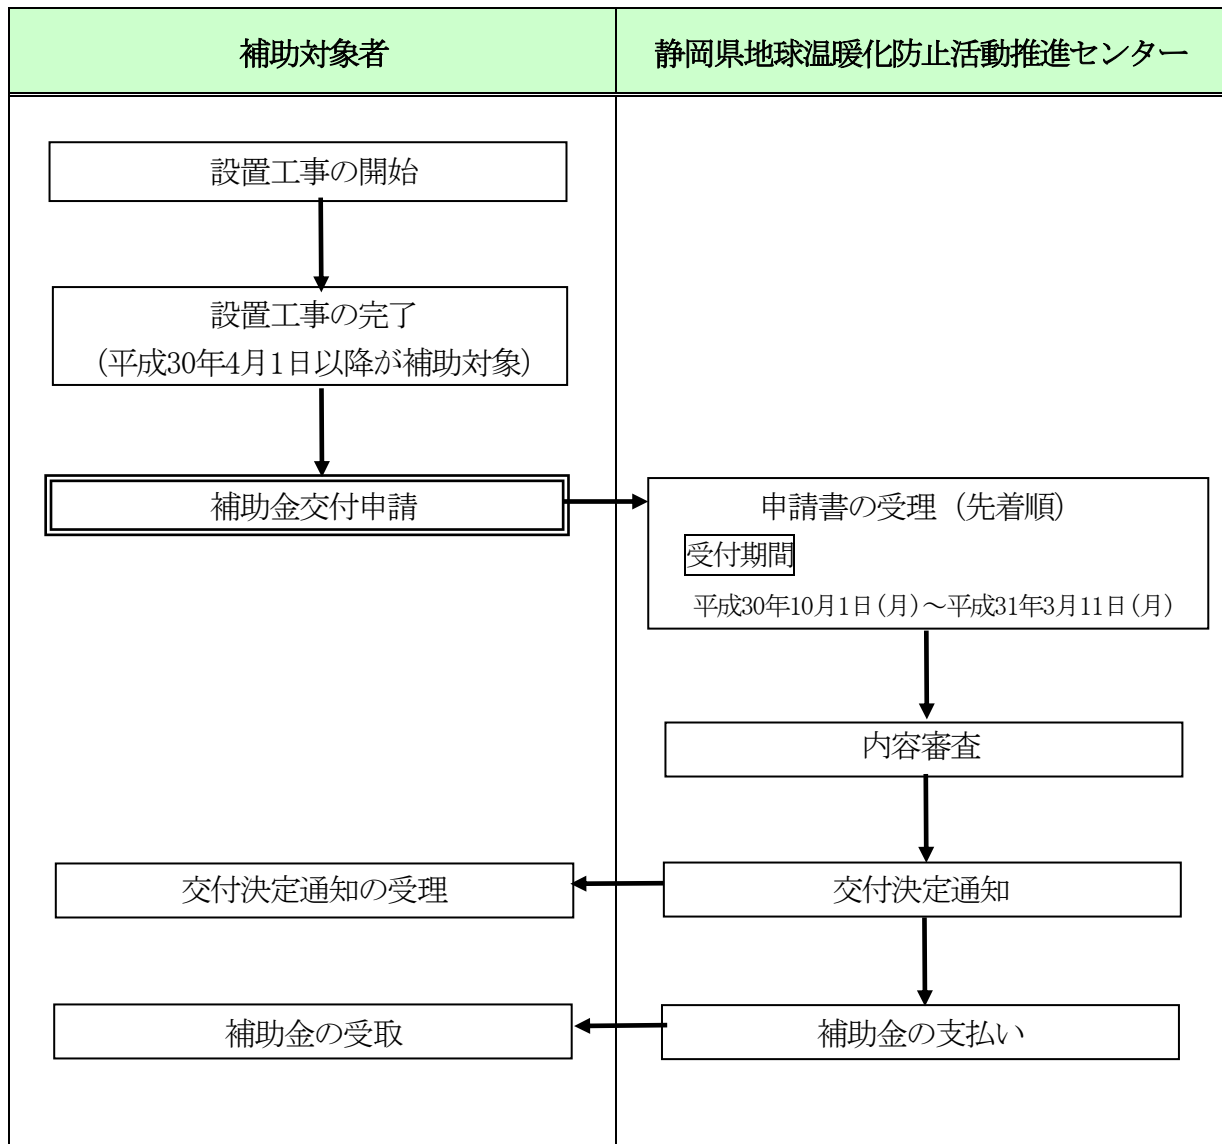 補助対象者
静岡県地球温暖化防止活動推進センター
設置工事の開始
設置工事の完了
(平成30年4月1日以降が補助対象)
補助金交付申請
申請書の受理(先着順)
受付期間
平成30年10月1日(月)～平成31年3月11日(月)
内容審査
交付決定通知の受理
交付決定通知
補助金の受取
補助金の支払い